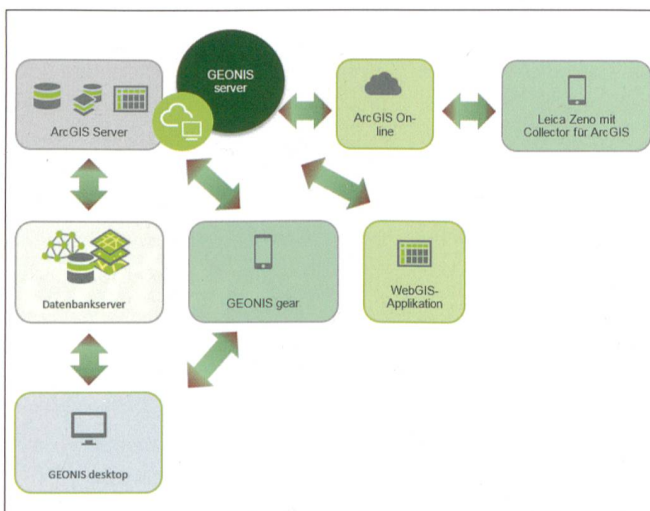 GEONIS
server
ArcGIS Server
ArcGIS On-
line
Leica Zeno mit
Collector für ArcGIS
Datenbankserver
GEONIS gear
WebGIS-
Applikation
GEONIS desktop